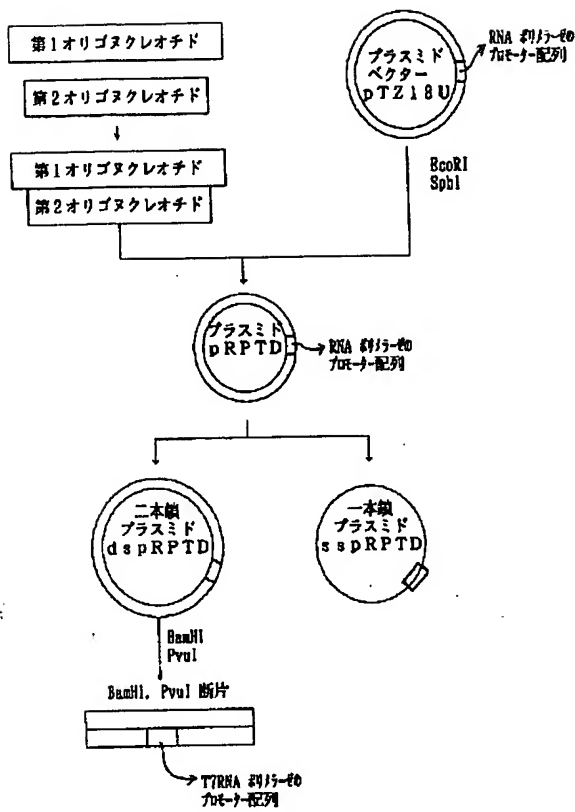 第1オリゴヌクレオチド
第2オリゴヌクレオチド
第1オリゴヌクレオチド
第2オリゴヌクレオチド
プラスミド
ベクター
pTZ18U
RNA ポリメラーゼの
プロモーター配列
EcoRI
Sphl
プラスミド
pRPTD
RNA ポリメラーゼの
プロモーター配列
二本鎖
プラスミド
dspRPTD
一本鎖
プラスミド
sspRPTD
BamHI
PvuI
BamHI. PvuI 断片
T7RNA ポリメラーゼの
プロモーター配列